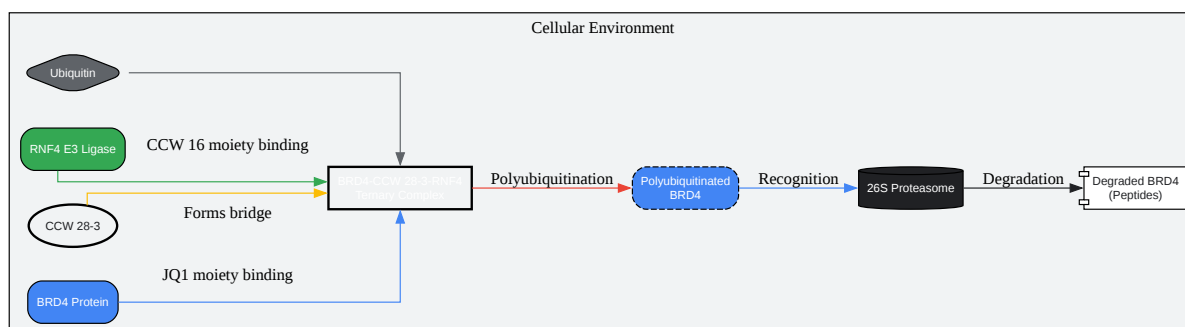 Cellular Environment
Ubiquitin
RNF4 E3 Ligase
CCW 16 moiety binding
BRD4-CCW-28-3-RNF4
Ternary Complex
Polyubiquitination
Polyubiquitinated
BRD4
Recognition
26S Proteasome
Degradation
Degraded BRD4
(Peptides)
Forms bridge
CCW 28-3
JQ1 moiety binding
BRD4 Protein